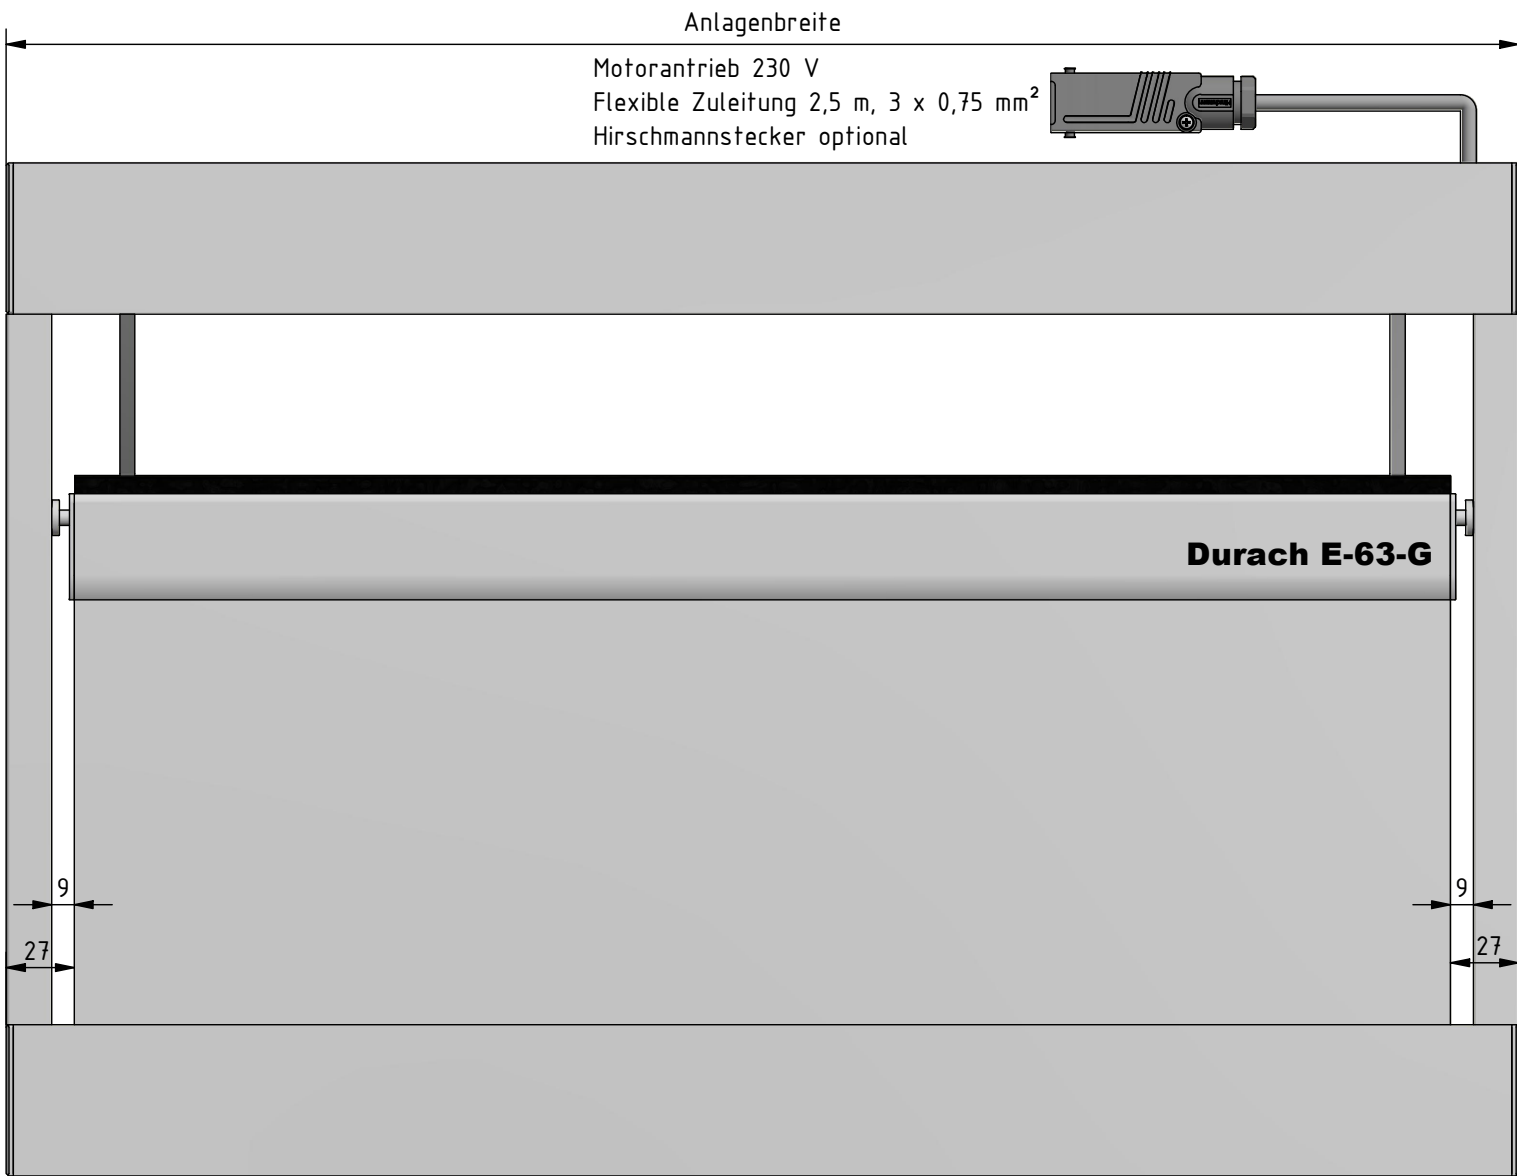 Anlagenbreite
Motorantrieb 230 V
Flexible Zuleitung 2,5 m, 3 x 0,75 mm²
Hirschmannstecker optional
Durach E-63-G
9
9
27
27